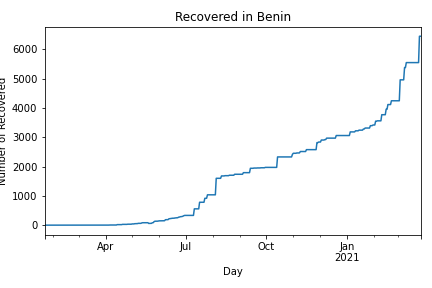 Recovered in Benin
Number of Recovered
6000
5000
4000
3000
2000
1000
0
Apr
Jul
Oct
Jan
2021
Day